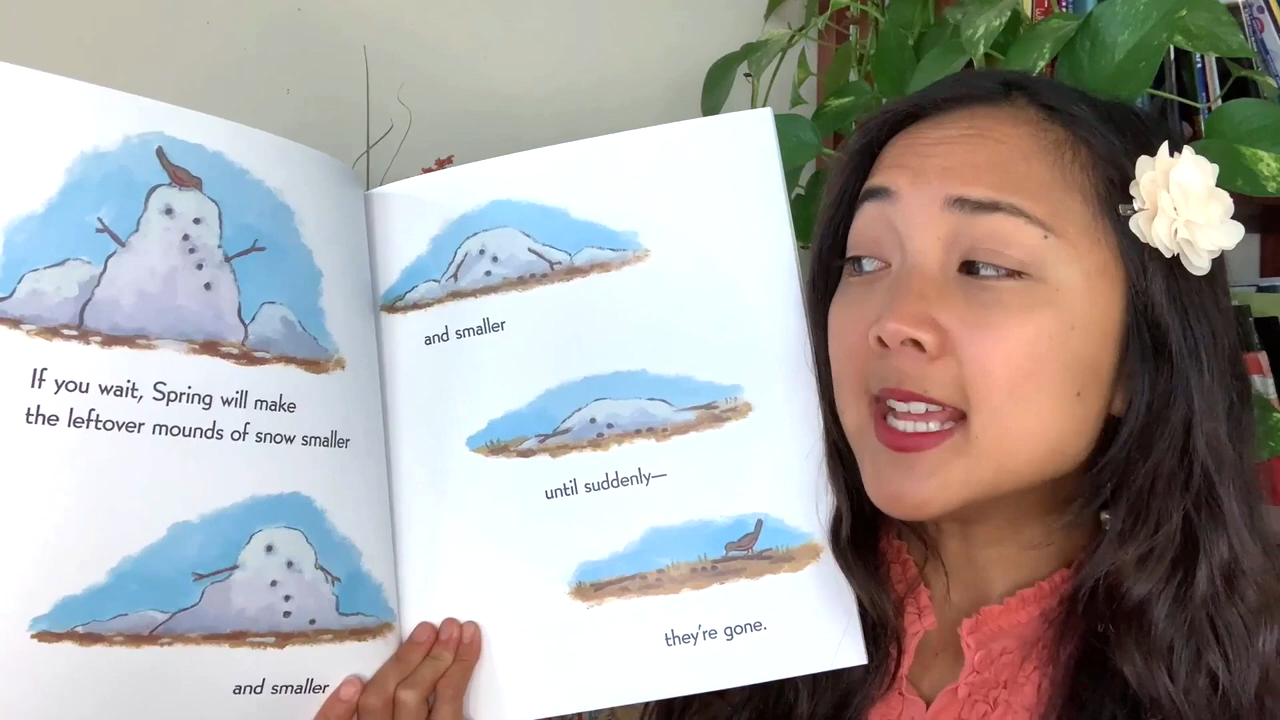 If you wait, Spring will make
the leftover mounds of snow smaller
and smaller
and smaller
until suddenly—
they're gone.